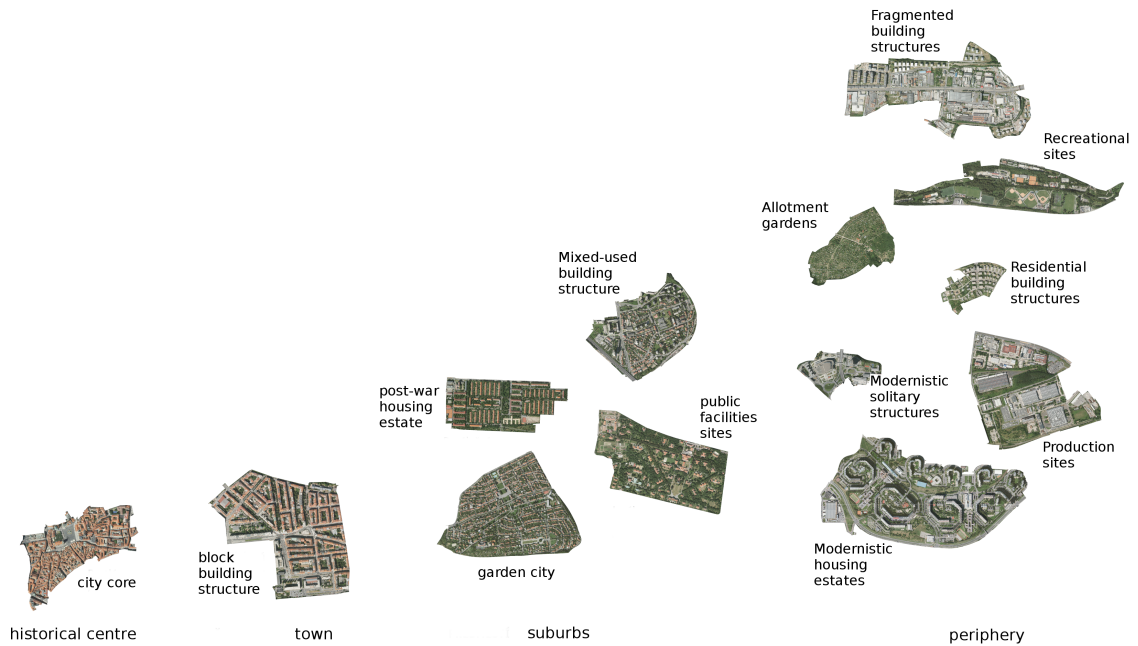 Fragmented
building
structures
Recreational
sites
Allotment
gardens
Mixed-used
building
structure
Residential
building
structures
post-war
housing
estate
public
facilities
sites
Modernistic
solitary
structures
Production
sites
block
building
structure
city core
garden city
Modernistic
housing
estates
historical centre
town
suburbs
periphery